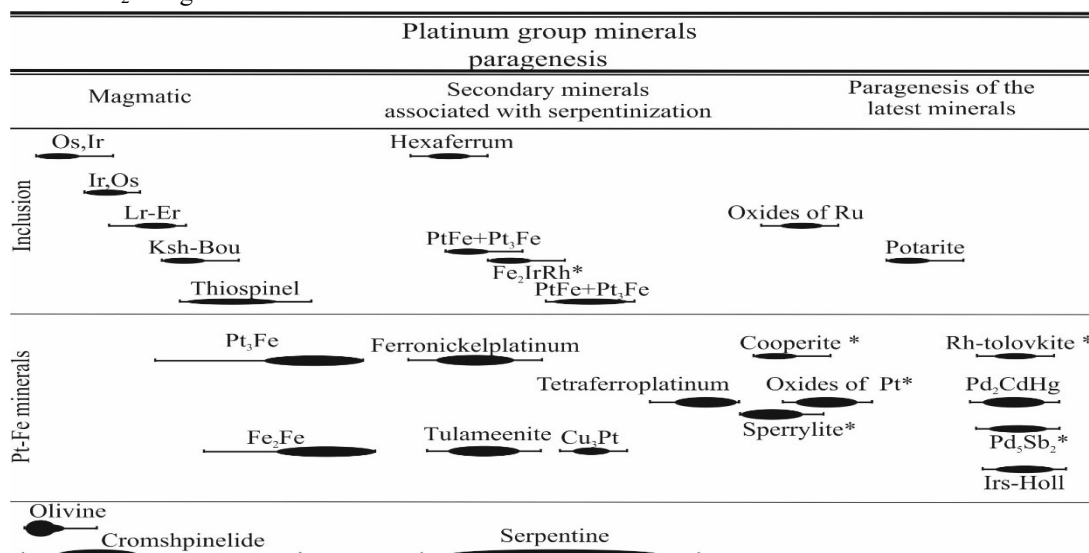 Platinum group minerals
paragenesis
Magmatic
Secondary minerals
associated with serpentinization
Paragenesis of the
latest minerals
Inclusion
Os,Ir
Hexaferrum
Ir,Os
Lr-Er
Oxides of Ru
Ksh-Bou
PtFe+Pt₃Fe
Potarite
Fe₂IrRh*
Thiospinel
PtFe+Pt₃Fe
Pt-Fe minerals
Pt₃Fe
Ferronickelplatinum
Cooperite *
Rh-tolovkite *
Tetraferroplatinum
Oxides of Pt*
Pd₂CdHg
Sperrylite*
Fe₂Fe
Tulameenite
Cu₃Pt
Pd₅Sb₂*
Irs-Holl
Olivine
Cromshpinelide
Serpentine